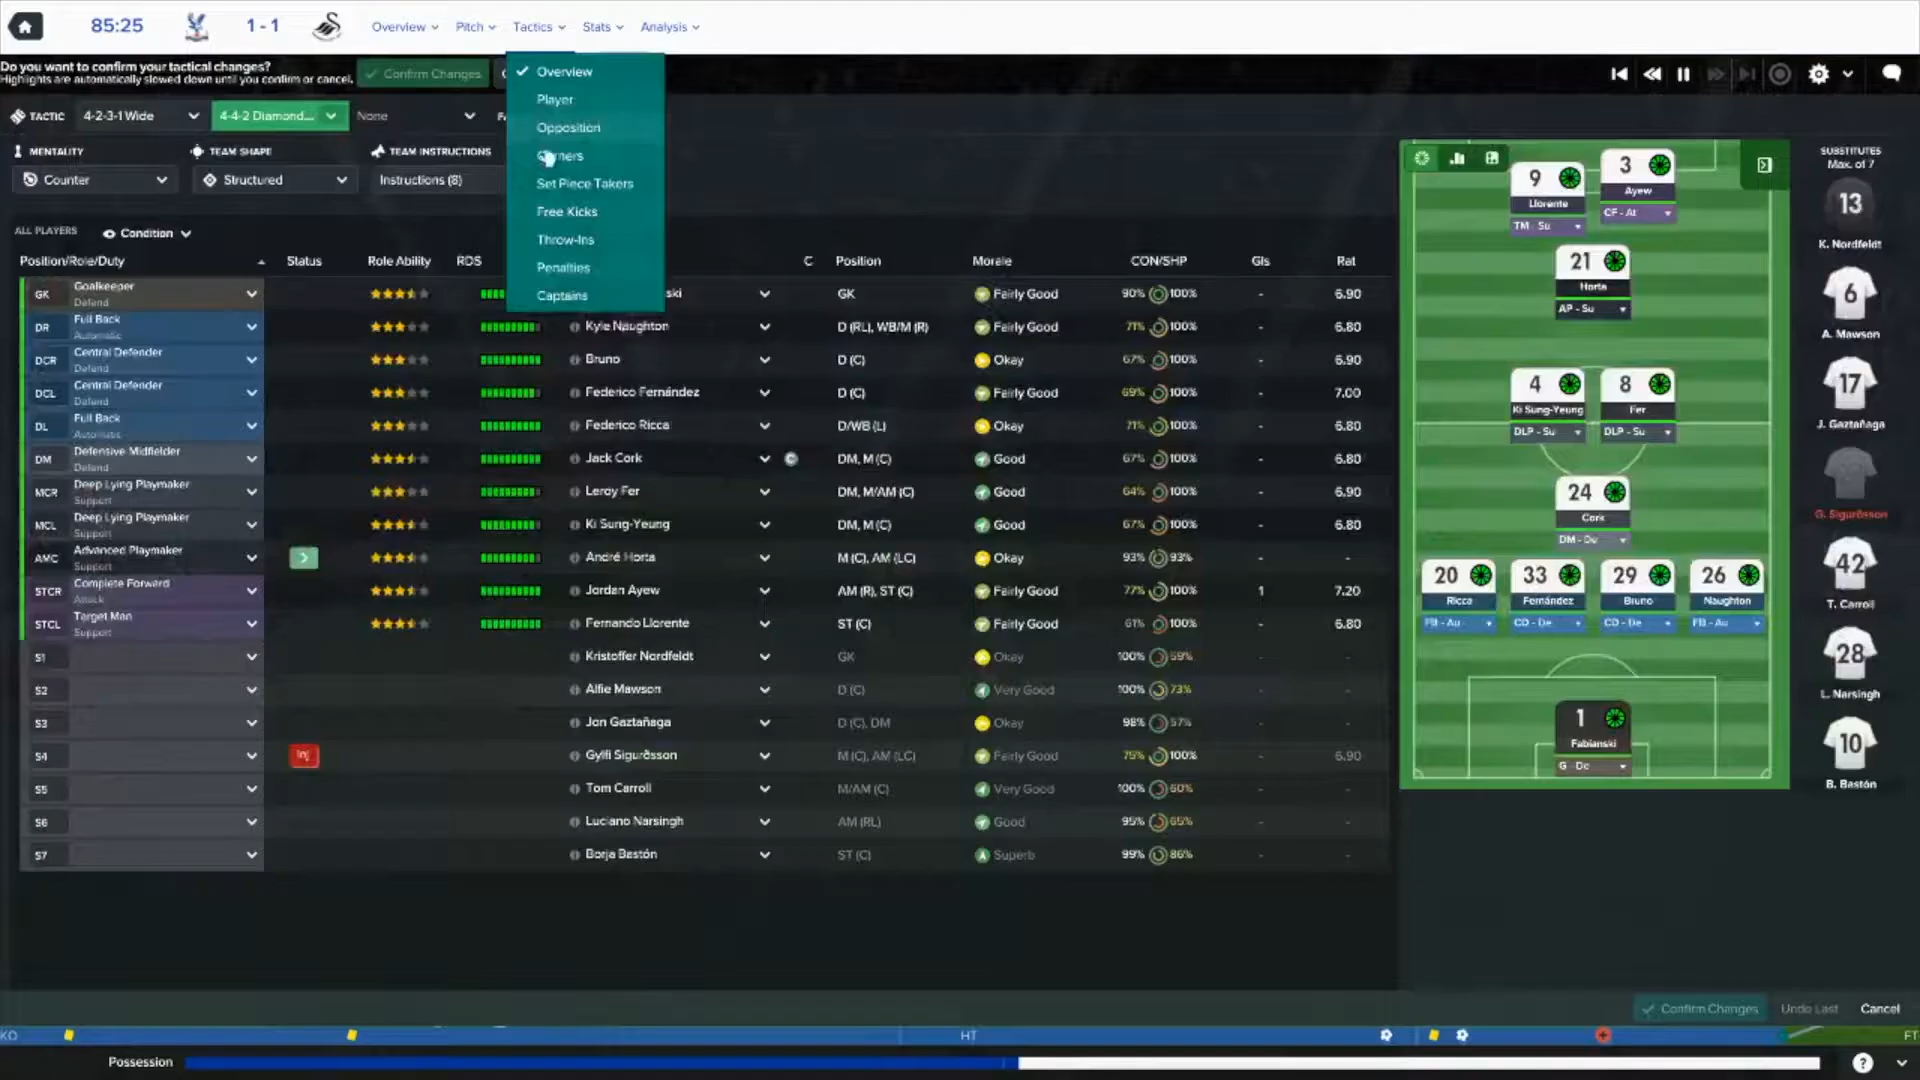 85:25
1 - 1
Overview
Pitch
Tactics
Stats
Analysis
Do you want to confirm your tactical changes?
Highlights are automatically slowed down until you confirm or cancel.
Confirm Changes
Overview
Player
Opposition
Set Piece Takers
Free Kicks
Throw-Ins
Penalties
Captains
TACTIC
4-2-3-1 Wide
4-4-2 Diamond...
None
MENTALITY
TEAM SHAPE
TEAM INSTRUCTIONS
Counter
Structured
Instructions (8)
ALL PLAYERS
Condition
Position/Role/Duty Status Role Ability RDS C Position Morale CON/SHP Gls Rat
GK Goalkeeper Defend ski GK Fairly Good 90% 100% - 6.90
DR Full Back Automatic Kyle Naughton D (RL), WB/M (R) Fairly Good 71% 100% - 6.80
DCR Central Defender Defend Bruno D (C) Okay 67% 100% - 6.90
DCL Central Defender Defend Federico Fernández D (C) Fairly Good 69% 100% - 7.00
DL Full Back Automatic Federico Ricca D/WB (L) Okay 71% 100% - 6.80
DM Defensive Midfielder Defend Jack Cork C DM, M (C) Good 67% 100% - 6.80
MCR Deep Lying Playmaker Support Leroy Fer DM, M/AM (C) Good 64% 100% - 6.90
MCL Deep Lying Playmaker Support Ki Sung-Yeung DM, M (C) Good 67% 100% - 6.80
AMC Advanced Playmaker Support André Horta M (C), AM (LC) Okay 93% 93% - -
STCR Complete Forward Attack Jordan Ayew AM (R), ST (C) Fairly Good 77% 100% 1 7.20
STCL Target Man Support Fernando Llorente ST (C) Fairly Good 61% 100% - 6.80
S1 Kristoffer Nordfeldt GK Okay 100% 59% - -
S2 Alfie Mawson D (C) Very Good 100% 73% - -
S3 Jon Gaztañaga D (C), DM Okay 98% 57% - -
S4 Inj Gylfi Sigurðsson M (C), AM (LC) Fairly Good 75% 100% - 6.90
S5 Tom Carroll M/AM (C) Very Good 100% 60% - -
S6 Luciano Narsingh AM (RL) Good 95% 65% - -
S7 Borja Bastón ST (C) Superb 99% 86% - -
9 Llorente TM - Su
3 Ayew CF - At
21 Horta AP - Su
4 Ki Sung-Yeung DLP - Su
8 Fer DLP - Su
24 Cork DM - De
20 Ricca FB - Au
33 Fernández CD - De
29 Bruno CD - De
26 Naughton FB - Au
1 Fabianski G - De
SUBSTITUTES
Max. of 7
13
K. Nordfeldt
6
A. Mawson
17
J. Gaztañaga
G. Sigurðsson
42
T. Carroll
28
L. Narsingh
10
B. Bastón
Confirm Changes
Undo Last
Cancel
KO
HT
FT
Possession
?